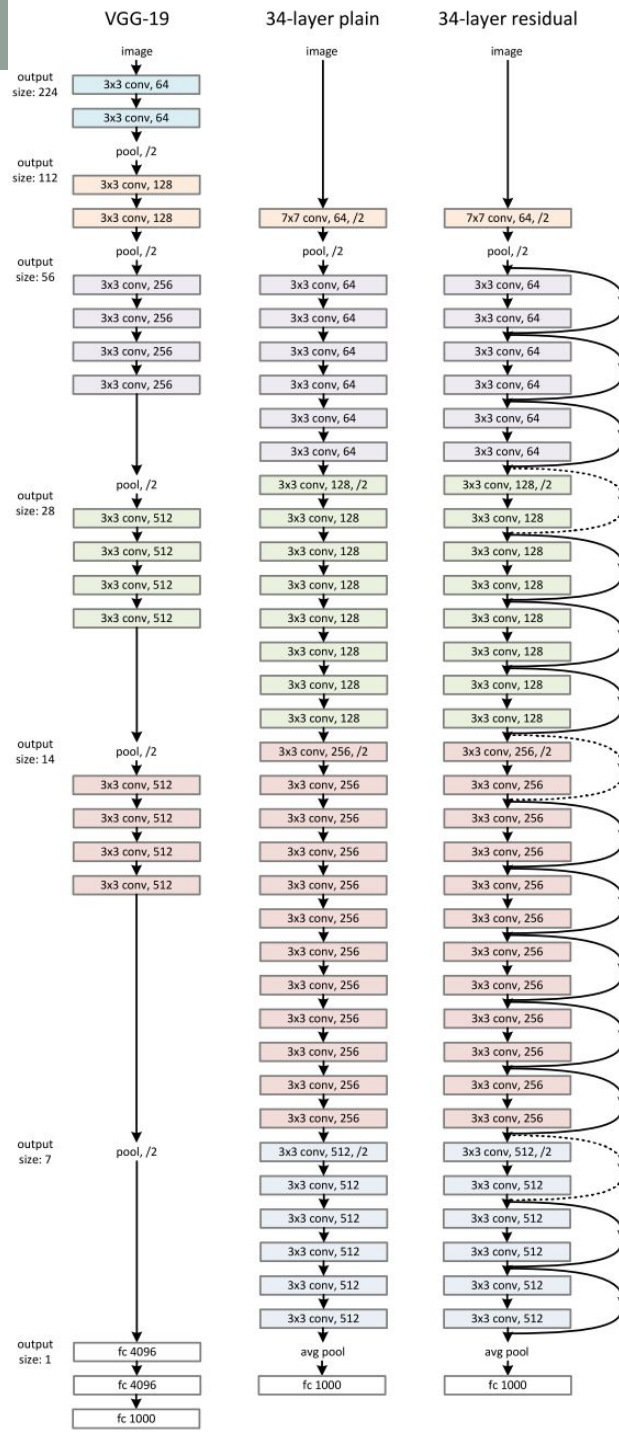 VGG-19
image
output
size: 224
3x3 conv, 64
3x3 conv, 64
pool, /2
output
size: 112
3x3 conv, 128
3x3 conv, 128
pool, /2
output
size: 56
3x3 conv, 256
3x3 conv, 256
3x3 conv, 256
3x3 conv, 256
pool, /2
output
size: 28
3x3 conv, 512
3x3 conv, 512
3x3 conv, 512
3x3 conv, 512
pool, /2
output
size: 14
3x3 conv, 512
3x3 conv, 512
3x3 conv, 512
3x3 conv, 512
output
size: 7
pool, /2
output
size: 1
fc 4096
fc 4096
fc 1000
34-layer plain
image
7x7 conv, 64, /2
pool, /2
3x3 conv, 64
3x3 conv, 64
3x3 conv, 64
3x3 conv, 64
3x3 conv, 64
3x3 conv, 64
3x3 conv, 128, /2
3x3 conv, 128
3x3 conv, 128
3x3 conv, 128
3x3 conv, 128
3x3 conv, 128
3x3 conv, 128
3x3 conv, 128
3x3 conv, 256, /2
3x3 conv, 256
3x3 conv, 256
3x3 conv, 256
3x3 conv, 256
3x3 conv, 256
3x3 conv, 256
3x3 conv, 256
3x3 conv, 256
3x3 conv, 256
3x3 conv, 256
3x3 conv, 256
3x3 conv, 512, /2
3x3 conv, 512
3x3 conv, 512
3x3 conv, 512
3x3 conv, 512
3x3 conv, 512
avg pool
fc 1000
34-layer residual
image
7x7 conv, 64, /2
pool, /2
3x3 conv, 64
3x3 conv, 64
3x3 conv, 64
3x3 conv, 64
3x3 conv, 64
3x3 conv, 64
3x3 conv, 128, /2
3x3 conv, 128
3x3 conv, 128
3x3 conv, 128
3x3 conv, 128
3x3 conv, 128
3x3 conv, 128
3x3 conv, 128
3x3 conv, 256, /2
3x3 conv, 256
3x3 conv, 256
3x3 conv, 256
3x3 conv, 256
3x3 conv, 256
3x3 conv, 256
3x3 conv, 256
3x3 conv, 256
3x3 conv, 256
3x3 conv, 256
3x3 conv, 256
3x3 conv, 512, /2
3x3 conv, 512
3x3 conv, 512
3x3 conv, 512
3x3 conv, 512
3x3 conv, 512
avg pool
fc 1000